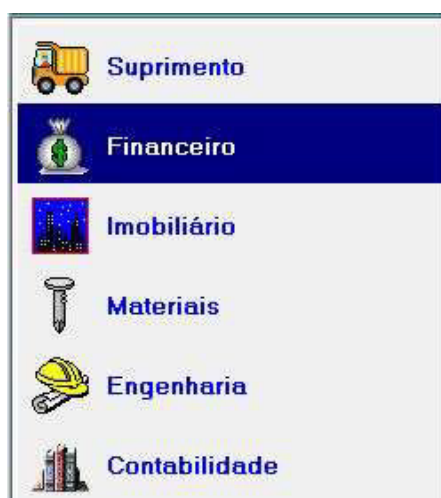 Suprimento
Financeiro
Imobiliário
Materiais
Engenharia
Contabilidade